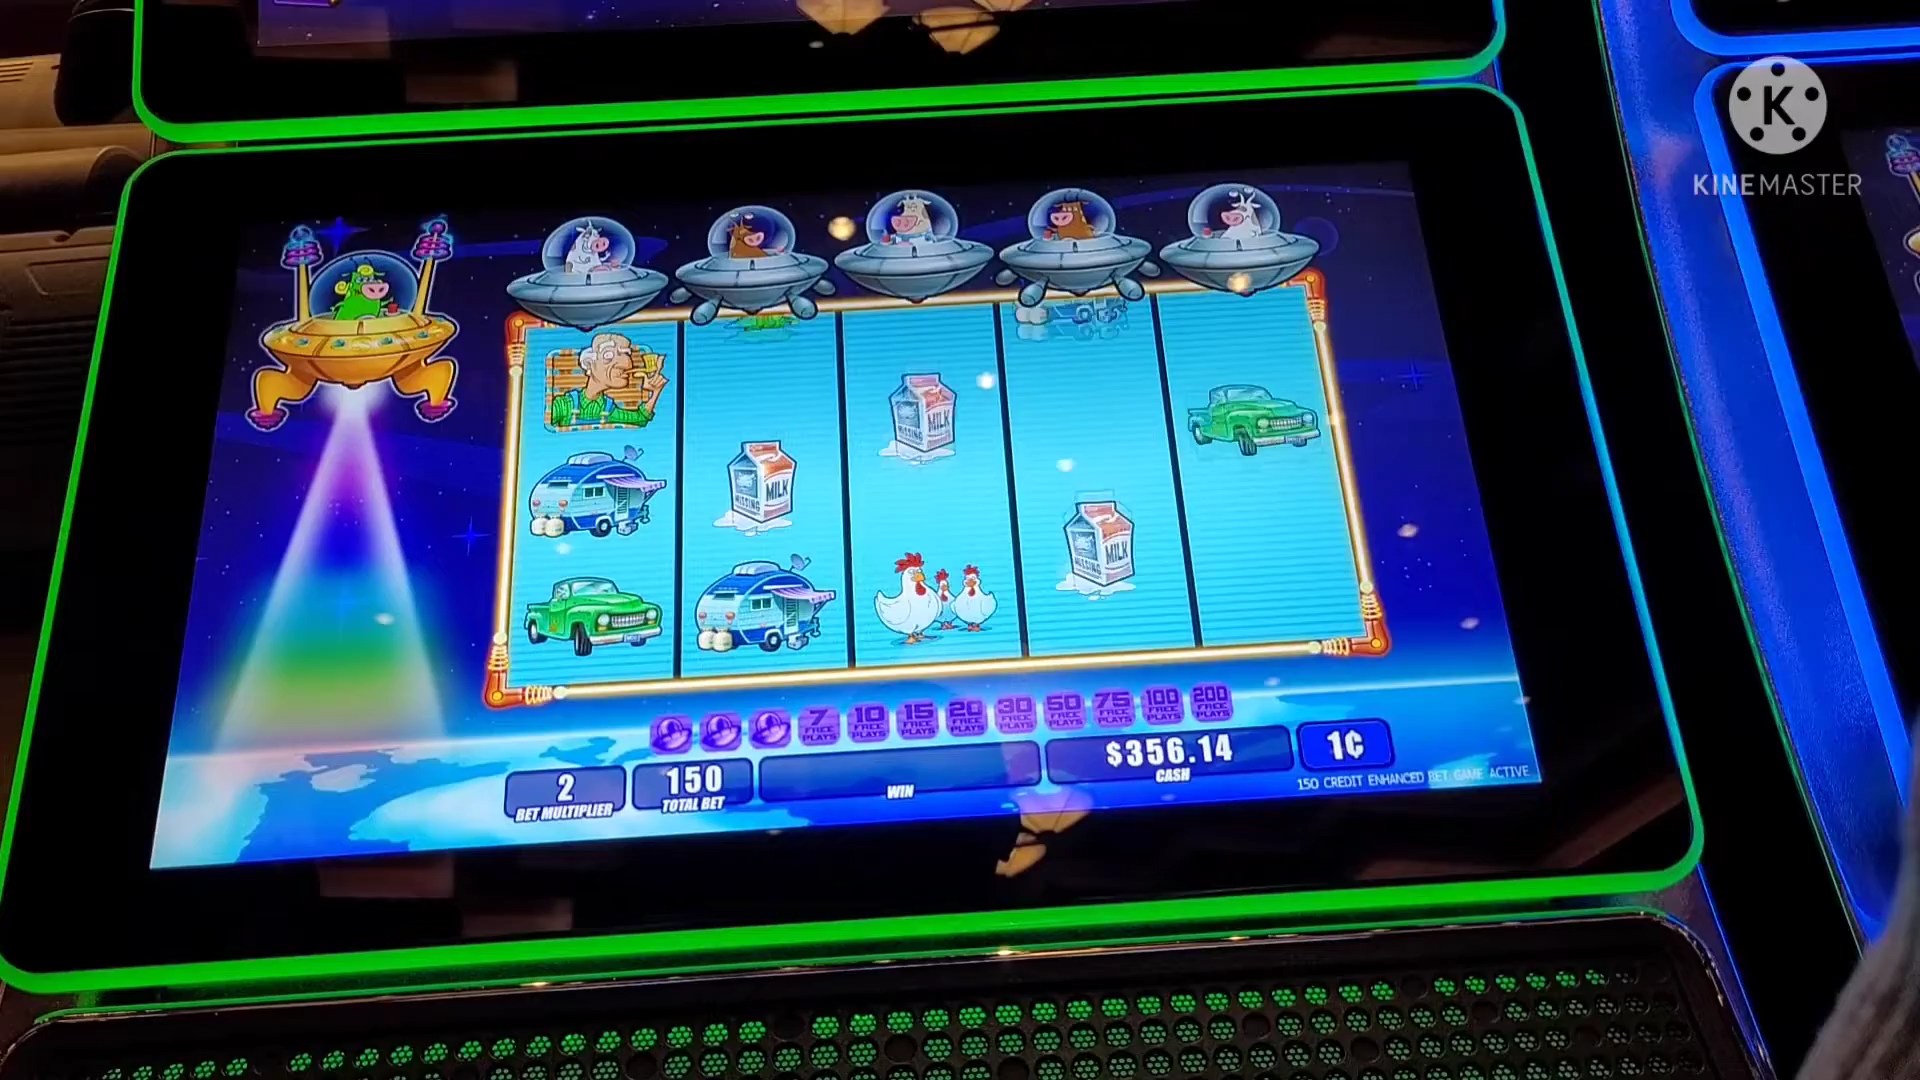 K
KINEMASTER
MISSING MILK
MISSING MILK
MISSING MILK
7 FREE PLAYS
10 FREE PLAYS
15 FREE PLAYS
20 FREE PLAYS
30 FREE PLAYS
50 FREE PLAYS
75 FREE PLAYS
100 FREE PLAYS
200 FREE PLAYS
2
BET MULTIPLIER
150
TOTAL BET
WIN
$356.14
CASH
1¢
150 CREDIT ENHANCED BET GAME ACTIVE